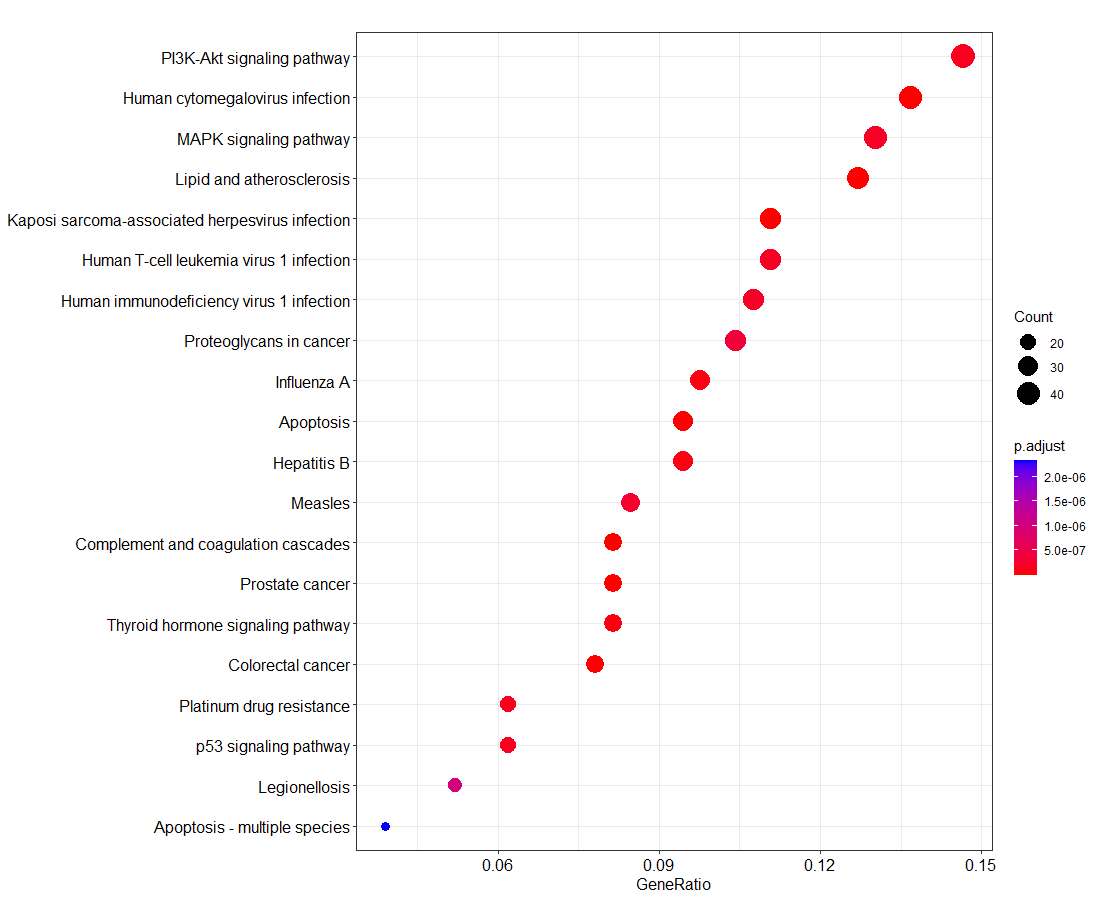 PI3K-Akt signaling pathway
Human cytomegalovirus infection
MAPK signaling pathway
Lipid and atherosclerosis
Kaposi sarcoma-associated herpesvirus infection
Human T-cell leukemia virus 1 infection
Human immunodeficiency virus 1 infection
Proteoglycans in cancer
Influenza A
Apoptosis
Hepatitis B
Measles
Complement and coagulation cascades
Prostate cancer
Thyroid hormone signaling pathway
Colorectal cancer
Platinum drug resistance
p53 signaling pathway
Legionellosis
Apoptosis - multiple species
0.06 0.09 0.12 0.15
GeneRatio
Count
20
30
40
p.adjust
2.0e-06
1.5e-06
1.0e-06
5.0e-07